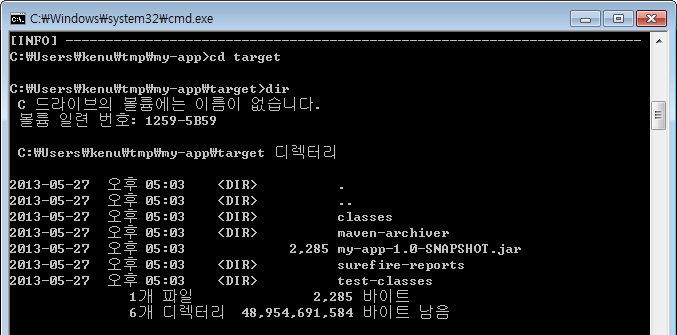 C:₩Windows₩system32₩cmd.exe
[INFO] ------------------------------------------------------------------------
C:₩Users₩kenu₩tmp₩my-app>cd target
C:₩Users₩kenu₩tmp₩my-app₩target>dir
C 드라이브의 볼륨에는 이름이 없습니다.
볼륨 일련 번호: 1259-5B59
C:₩Users₩kenu₩tmp₩my-app₩target 디렉터리
2013-05-27 오후 05:03 <DIR> .
2013-05-27 오후 05:03 <DIR> ..
2013-05-27 오후 05:03 <DIR> classes
2013-05-27 오후 05:03 <DIR> maven-archiver
2013-05-27 오후 05:03 2,285 my-app-1.0-SNAPSHOT.jar
2013-05-27 오후 05:03 <DIR> surefire-reports
2013-05-27 오후 05:03 <DIR> test-classes
1개 파일 2,285 바이트
6개 디렉터리 48,954,691,584 바이트 남음